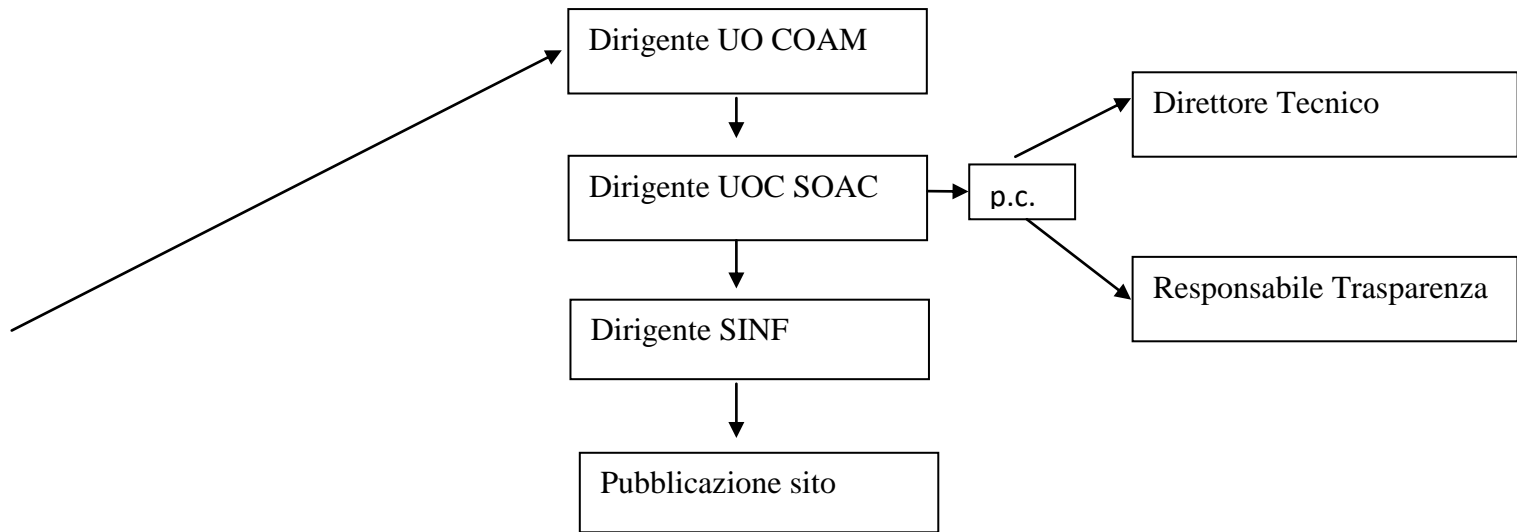 Dirigente UO COAM
Direttore Tecnico
Dirigente UOC SOAC
p.c.
Responsabile Trasparenza
Dirigente SINF
Pubblicazione sito